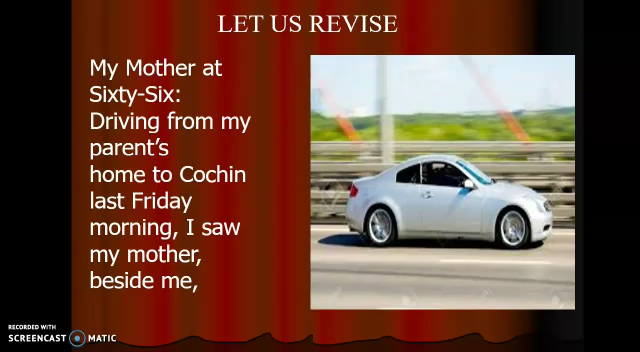 LET US REVISE
My Mother at
Sixty-Six:
Driving from my
parent's
home to Cochin
last Friday
morning, I saw
my mother,
beside me,
RECORDED WITH
SCREENCAST MATIC